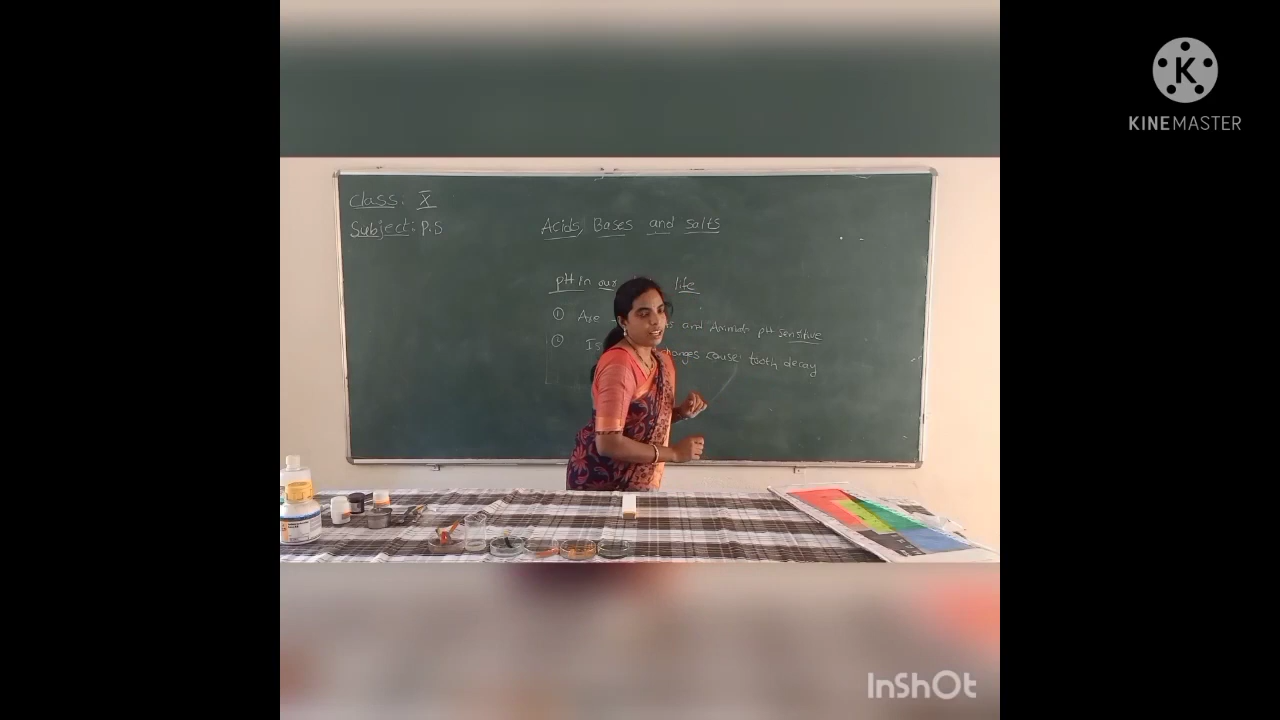 Class: X
Subject: P.S
Acids, Bases and salts
pH in our life
① Are and Animals pH sensitive
② Is changes cause tooth decay
KINEMASTER
InShOt